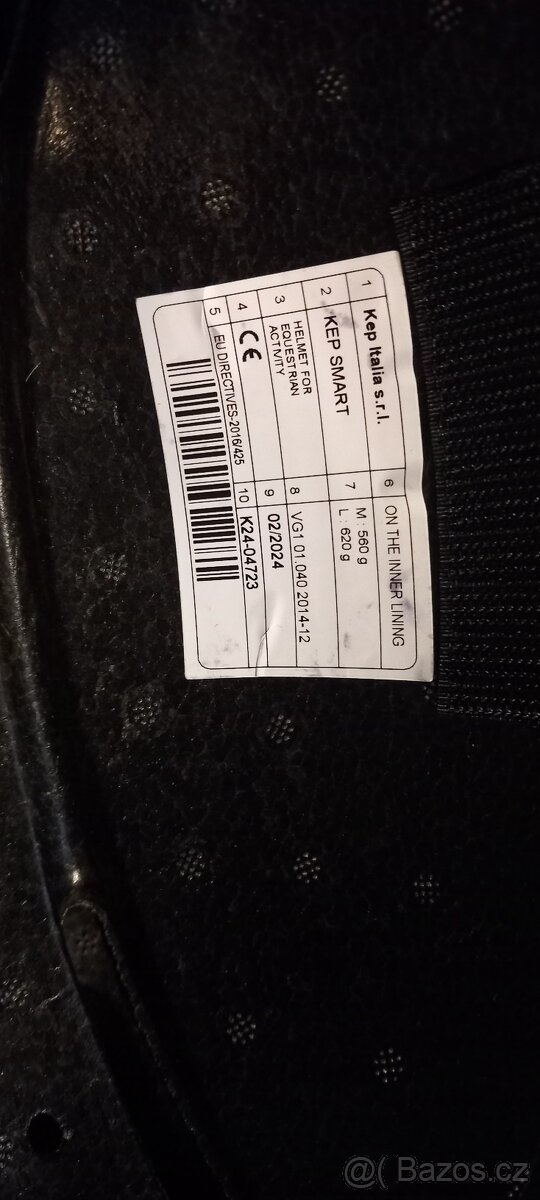 1 Kep Italia s.r.l.
2 KEP SMART
3 HELMET FOR
EQUESTRIAN
ACTIVITY
4 CE
5 EU DIRECTIVES-2016/425
6 ON THE INNER LINING
7 M : 560 g
L : 620 g
8 VG1 01.040 2014-12
9 02/2024
10 K24-04723
@( Bazos.cz